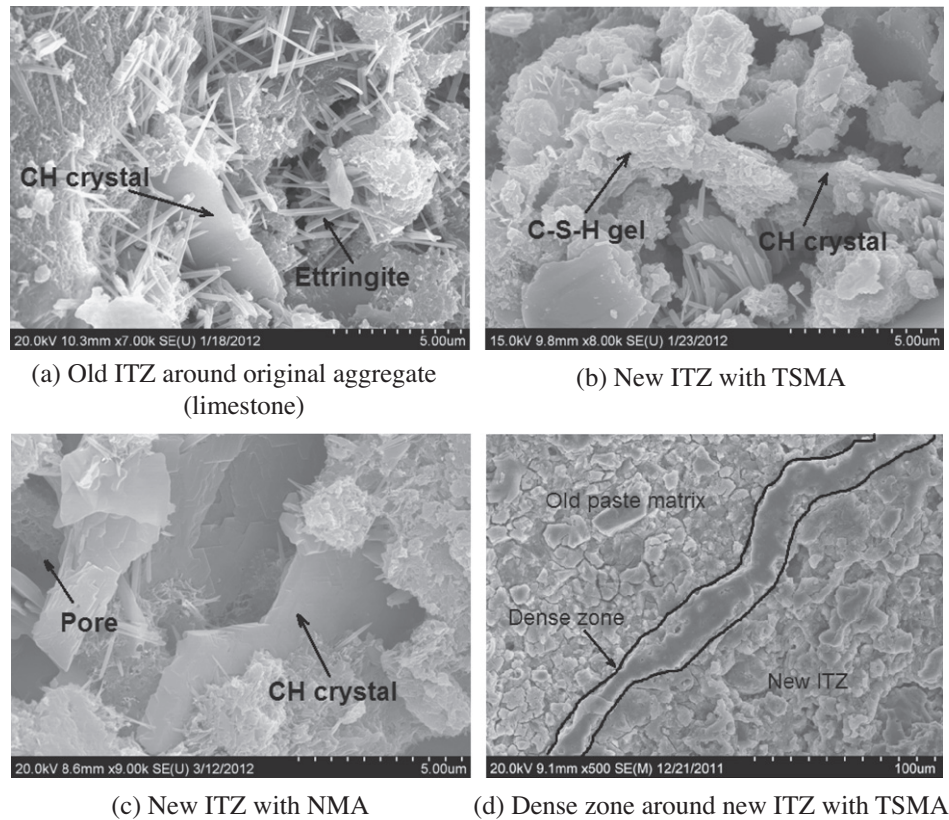 CH crystal
Ettringite
20.0kV 10.3mm x7.00k SE(U) 1/18/2012 5.00um
C-S-H gel
CH crystal
15.0kV 9.8mm x8.00k SE(U) 1/23/2012 5.00um
(a) Old ITZ around original aggregate
(limestone)
(b) New ITZ with TSMA
Pore
CH crystal
20.0kV 8.6mm x9.00k SE(U) 3/12/2012 5.00um
Old paste matrix
Dense zone
New ITZ
20.0kV 9.1mm x500 SE(M) 12/21/2011 100um
(c) New ITZ with NMA
(d) Dense zone around new ITZ with TSMA